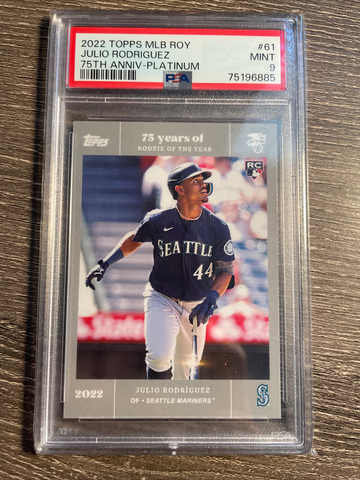 2022 TOPPS MLB ROY #61
JULIO RODRIGUEZ MINT
75TH ANNIV-PLATINUM PSA 9
75196885
Topps
75 years of
ROOKIE OF THE YEAR
RC
SEATTLE
44
2022
JULIO RODRÍGUEZ
OF • SEATTLE MARINERS™
S